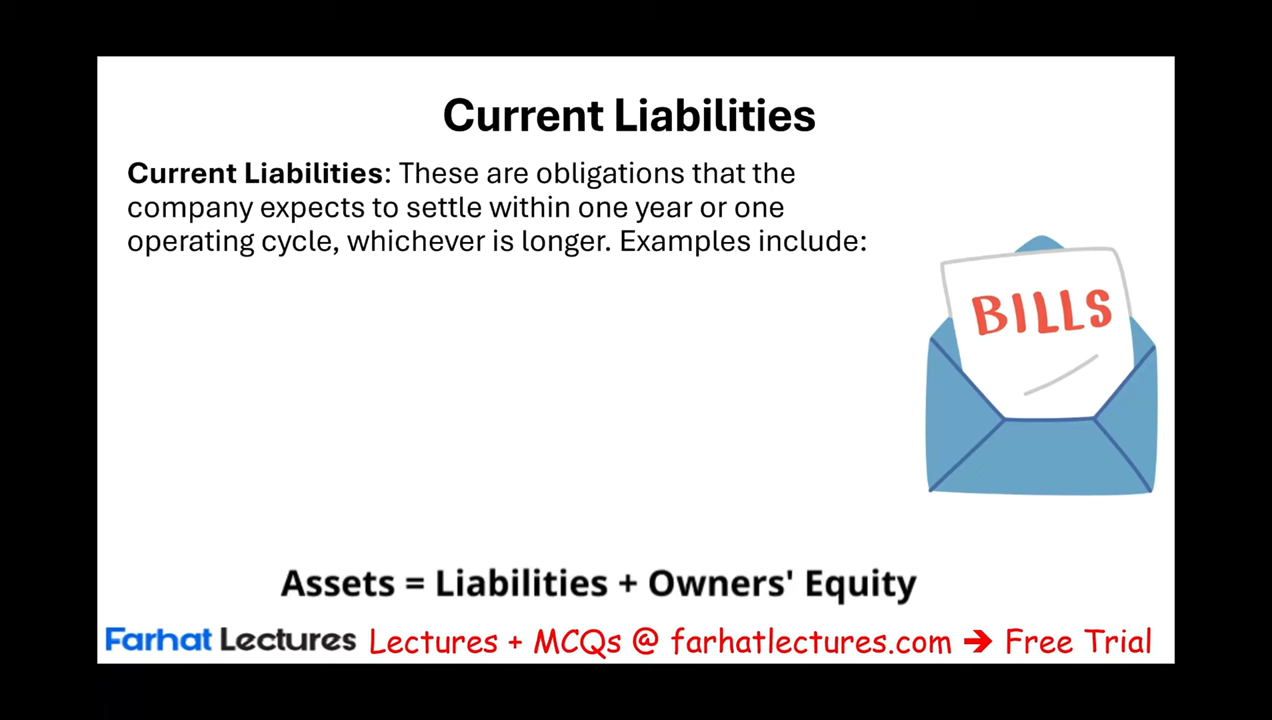 Current Liabilities
Current Liabilities: These are obligations that the
company expects to settle within one year or one
operating cycle, whichever is longer. Examples include:
BILLS
Assets = Liabilities + Owners' Equity
Farhat Lectures Lectures + MCQs @ farhatlectures.com ➔ Free Trial